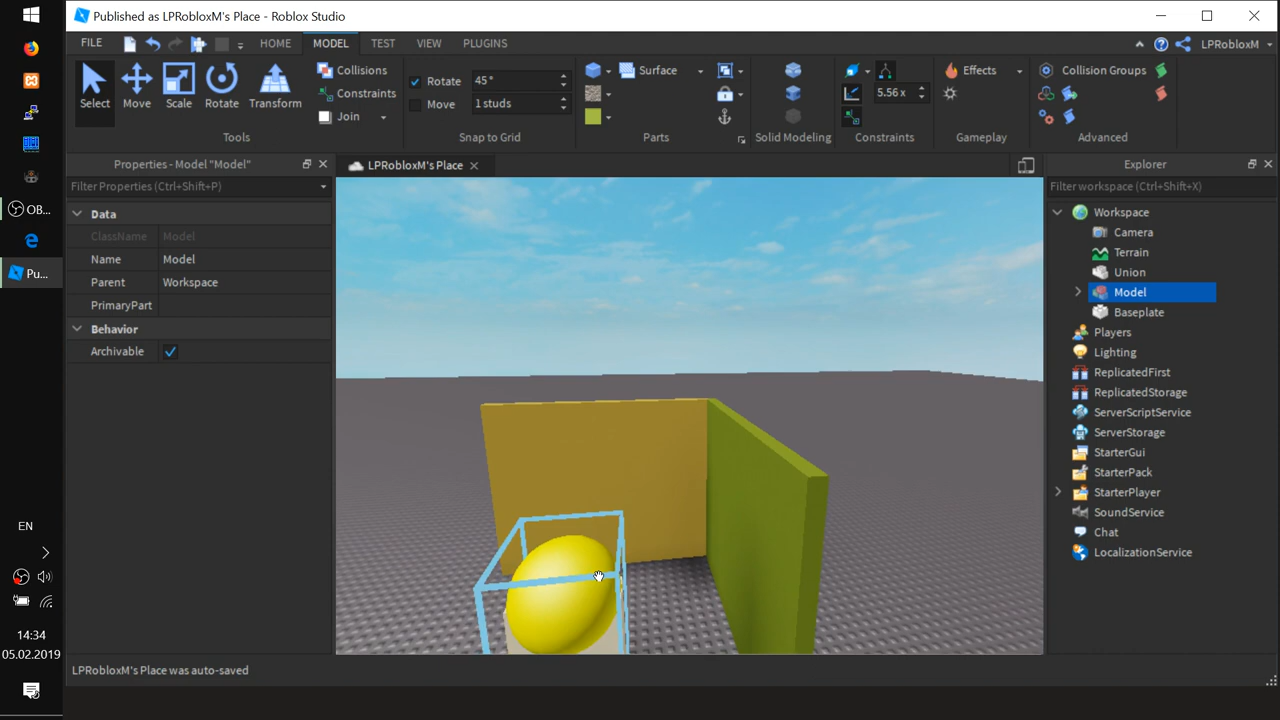 Published as LPRobloxM's Place - Roblox Studio
FILE
HOME
MODEL
TEST
VIEW
PLUGINS
LPRobloxM
Select
Move
Scale
Rotate
Transform
Collisions
Constraints
Join
Tools
Rotate
45°
Move
1 studs
Snap to Grid
Surface
Parts
Solid Modeling
5.56 x
Constraints
Effects
Gameplay
Collision Groups
Advanced
Properties - Model "Model"
Filter Properties (Ctrl+Shift+P)
Data
ClassName
Model
Name
Model
Parent
Workspace
PrimaryPart
Behavior
Archivable
LPRobloxM's Place
Explorer
Filter workspace (Ctrl+Shift+X)
Workspace
Camera
Terrain
Union
Model
Baseplate
Players
Lighting
ReplicatedFirst
ReplicatedStorage
ServerScriptService
ServerStorage
StarterGui
StarterPack
StarterPlayer
SoundService
Chat
LocalizationService
OB...
Pu...
EN
14:34
05.02.2019
LPRobloxM's Place was auto-saved